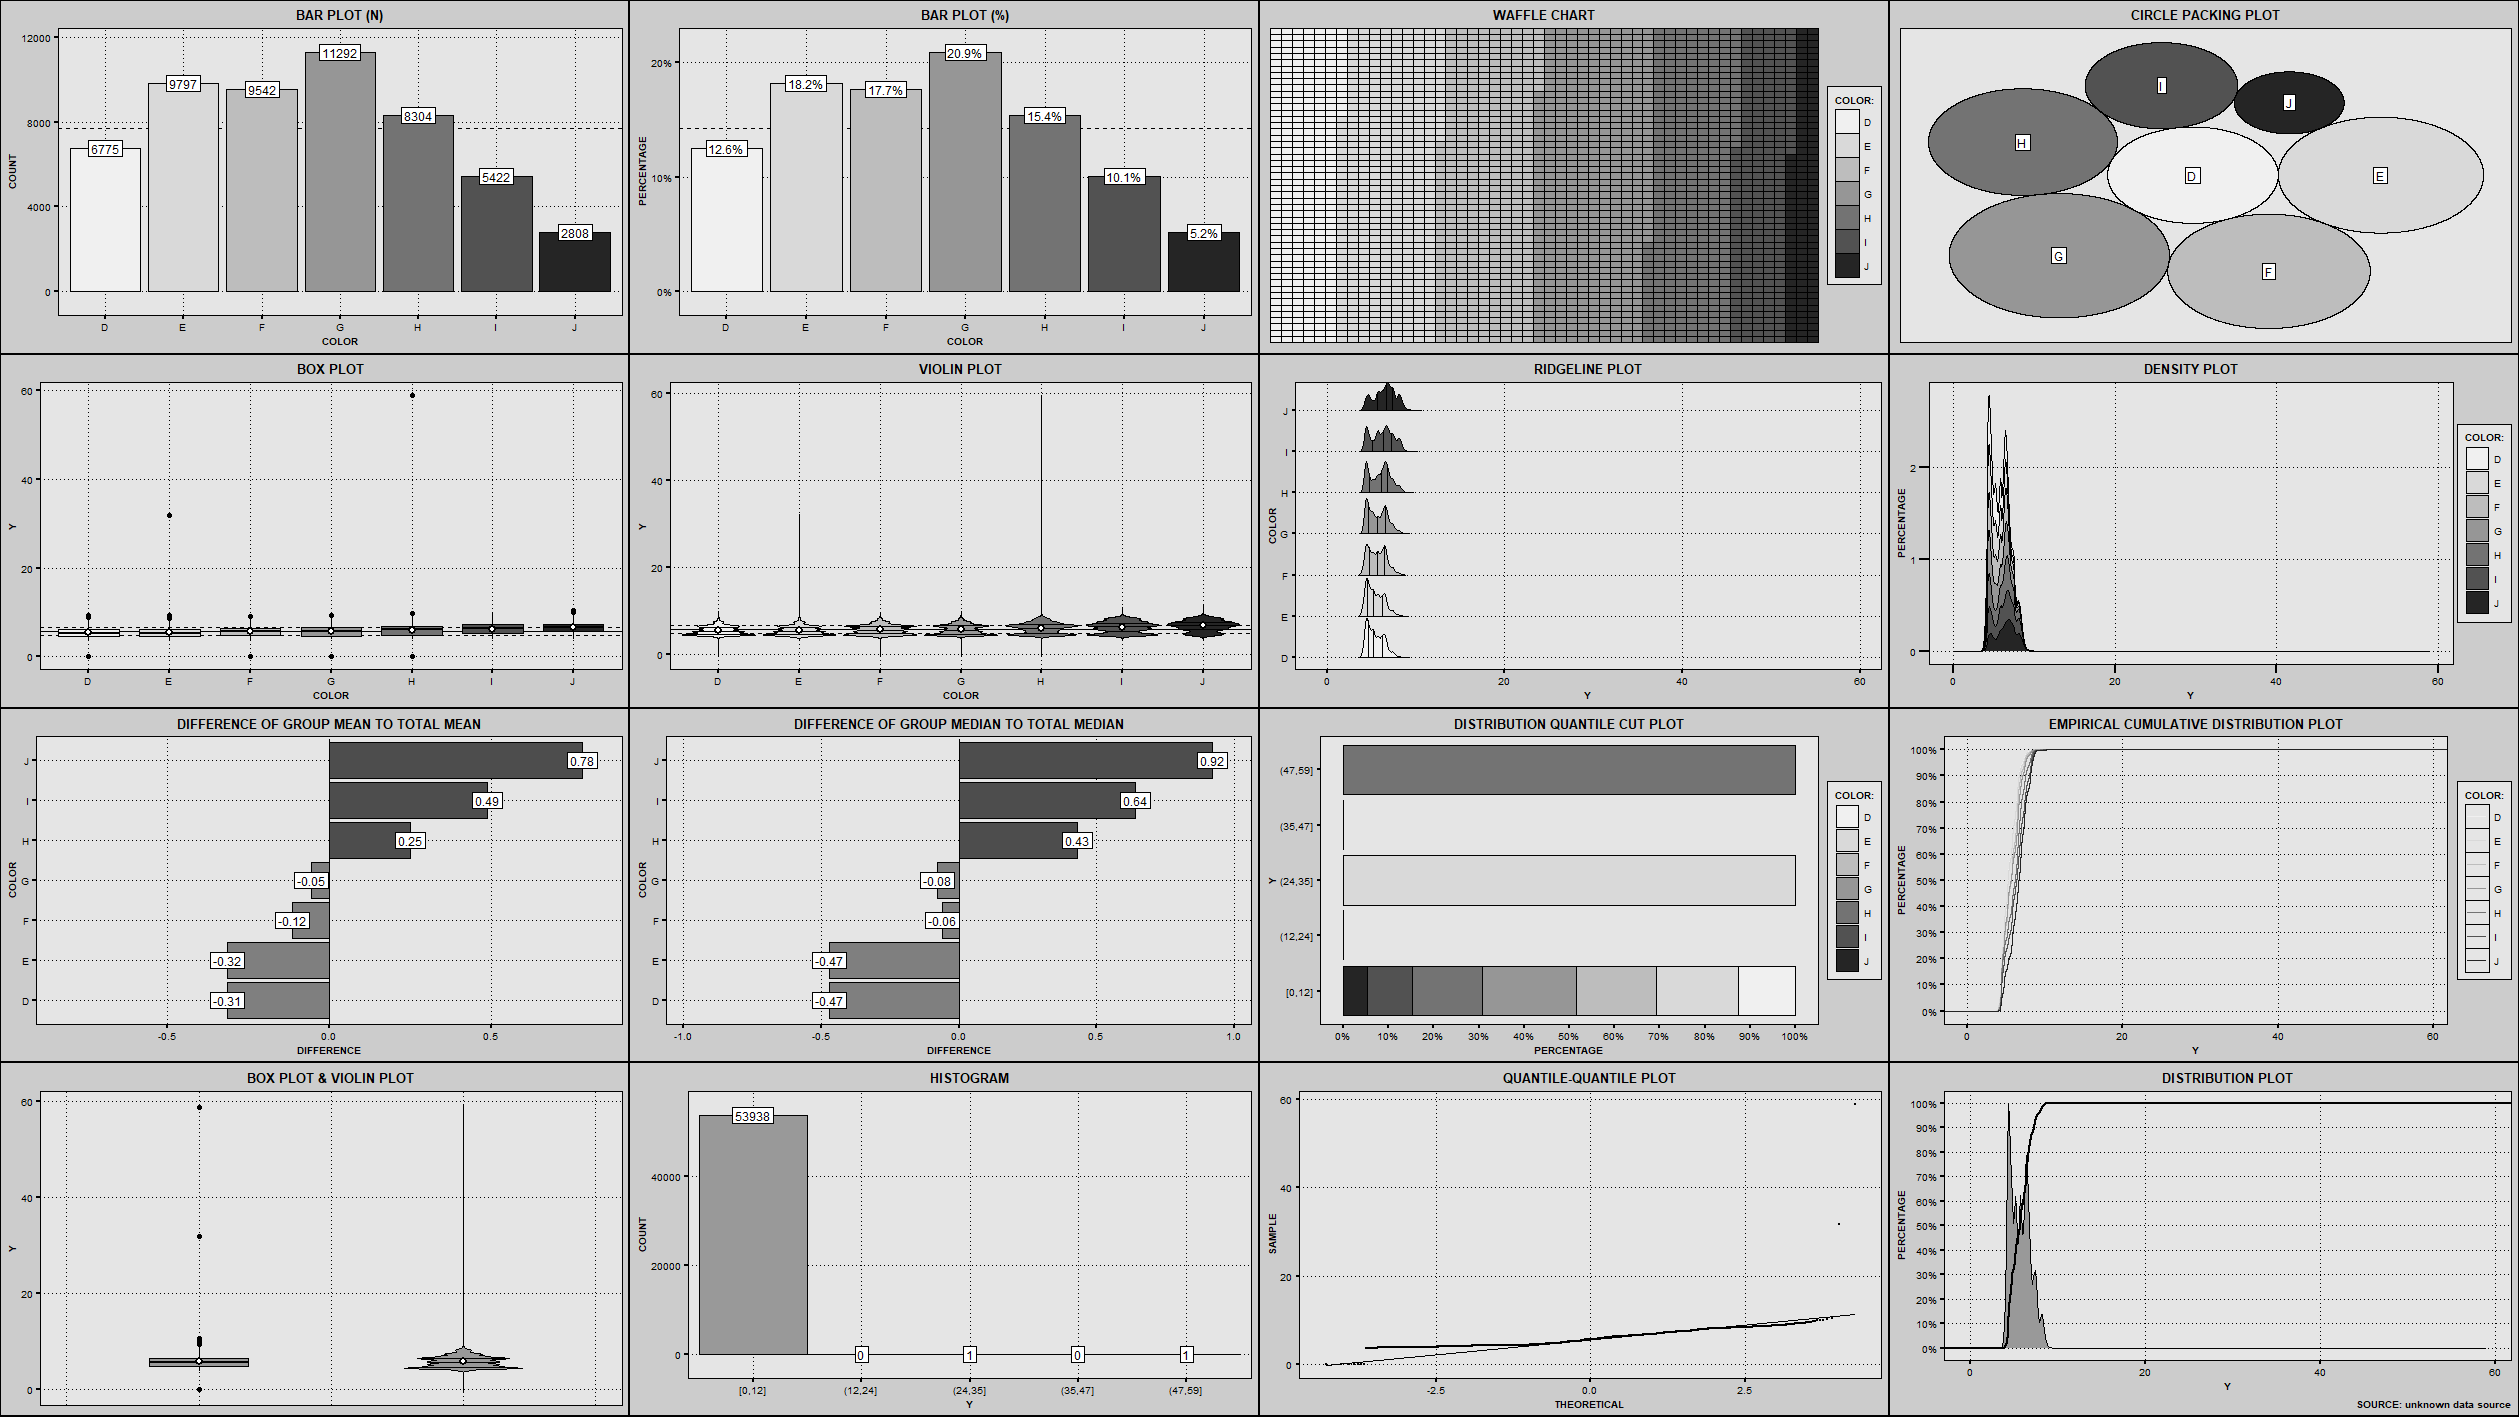 BAR PLOT (N)
12000
8000
4000
0
COUNT
6775
9797
9542
11292
8304
5422
2808
D E F G H I J
COLOR
BAR PLOT (%)
20%
10%
0%
PERCENTAGE
12.6%
18.2%
17.7%
20.9%
15.4%
10.1%
5.2%
D E F G H I J
COLOR
WAFFLE CHART
COLOR:
D
E
F
G
H
I
J
CIRCLE PACKING PLOT
I
J
H
D
E
G
F
BOX PLOT
60
40
20
0
Y
D E F G H I J
COLOR
VIOLIN PLOT
60
40
20
0
Y
D E F G H I J
COLOR
RIDGELINE PLOT
J
I
H
G
F
E
D
COLOR
0 20 40 60
Y
DENSITY PLOT
2
1
0
PERCENTAGE
0 20 40 60
Y
COLOR:
D
E
F
G
H
I
J
DIFFERENCE OF GROUP MEAN TO TOTAL MEAN
J
I
H
G
F
E
D
COLOR
0.78
0.49
0.25
-0.05
-0.12
-0.32
-0.31
-0.5 0.0 0.5
DIFFERENCE
DIFFERENCE OF GROUP MEDIAN TO TOTAL MEDIAN
J
I
H
G
F
E
D
COLOR
0.92
0.64
0.43
-0.08
-0.06
-0.47
-0.47
-1.0 -0.5 0.0 0.5 1.0
DIFFERENCE
DISTRIBUTION QUANTILE CUT PLOT
(47,59]
(35,47]
(24,35]
(12,24]
[0,12]
Y
0% 10% 20% 30% 40% 50% 60% 70% 80% 90% 100%
PERCENTAGE
COLOR:
D
E
F
G
H
I
J
EMPIRICAL CUMULATIVE DISTRIBUTION PLOT
100%
90%
80%
70%
60%
50%
40%
30%
20%
10%
0%
PERCENTAGE
0 20 40 60
Y
COLOR:
D
E
F
G
H
I
J
BOX PLOT & VIOLIN PLOT
60
40
20
0
Y
HISTOGRAM
40000
20000
0
COUNT
53938
0
1
0
1
[0,12] (12,24] (24,35] (35,47] (47,59]
Y
QUANTILE-QUANTILE PLOT
60
40
20
0
SAMPLE
-2.5 0.0 2.5
THEORETICAL
DISTRIBUTION PLOT
100%
90%
80%
70%
60%
50%
40%
30%
20%
10%
0%
PERCENTAGE
0 20 40 60
Y
SOURCE: unknown data source